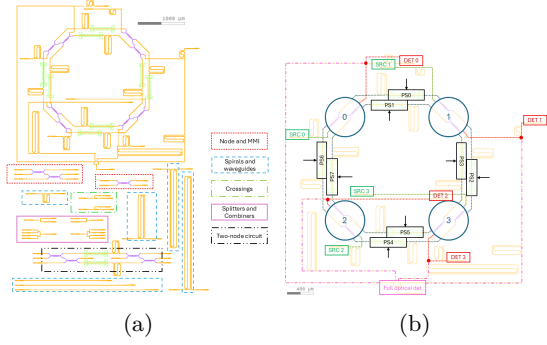 1000 μm
Node and MMI
Spirals and
waveguides
Crossings
Splitters and
Combiners
Two-node circuit
(a)
DET 0
SRC 1
PS0
PS1
0
1
DET 1
SRC 0
PS6
PS7
PS3
PS2
SRC 3
DET 2
2
3
PS5
PS4
SRC 2
DET 3
Full optical det
400 μm
(b)